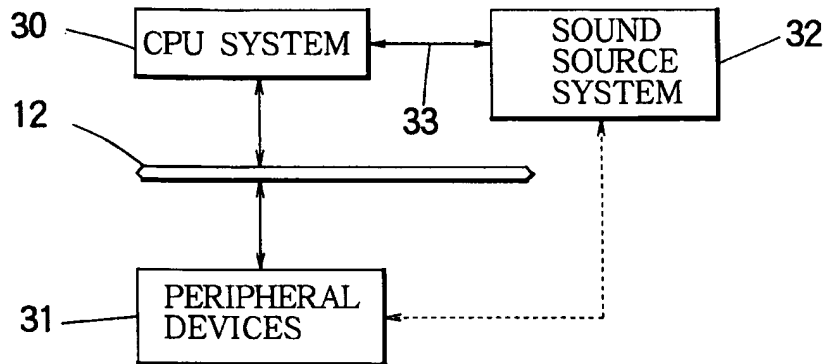 30
CPU SYSTEM
33
SOUND
SOURCE
SYSTEM
32
12
31
PERIPHERAL
DEVICES